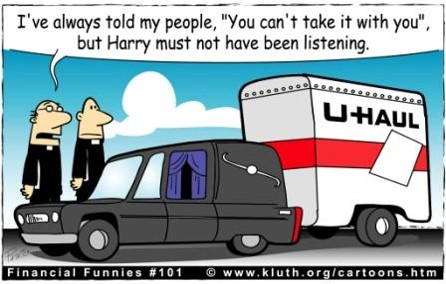 I've always told my people, "You can't take it with you",
but Harry must not have been listening.
U-HAUL
Financial Funnies #101 © www.kluth.org/cartoons.htm